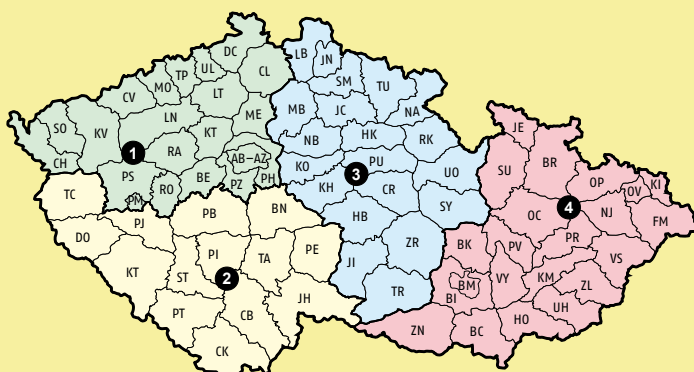 DC
LB
JN
UL
TP
CL
SM
TU
MO
CV
LT
MB
JC
NA
LN
ME
SO
KV
KT
NB
HK
RK
JE
RA
AB–AZ
PU
SU
BR
CH
1
KO
3
UO
OP
KI
PS
BE
PZ
PH
KH
CR
OV
TC
RO
PM
OC
4
NJ
FM
PJ
PB
BN
HB
SY
DO
PR
PI
TA
PE
ZR
BK
PV
VS
KT
ST
2
JI
BM
VY
KM
ZL
PT
CB
JH
TR
BI
UH
HO
ZN
BC
CK